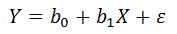 Y = b₀ + b₁X + ε